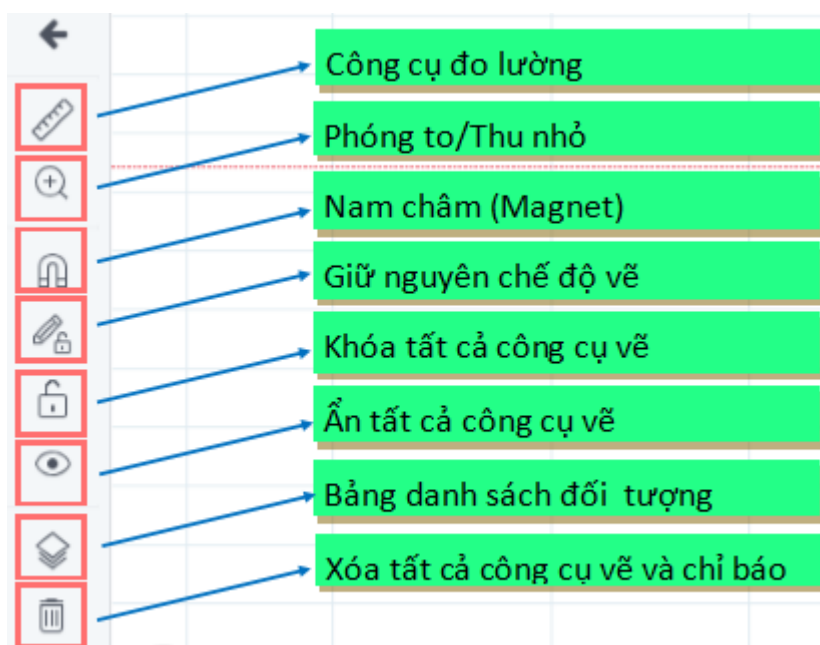 Công cụ đo lường
Phóng to/Thu nhỏ
Nam châm (Magnet)
Giữ nguyên chế độ vẽ
Khóa tất cả công cụ vẽ
Ẩn tất cả công cụ vẽ
Bảng danh sách đối tượng
Xóa tất cả công cụ vẽ và chỉ báo